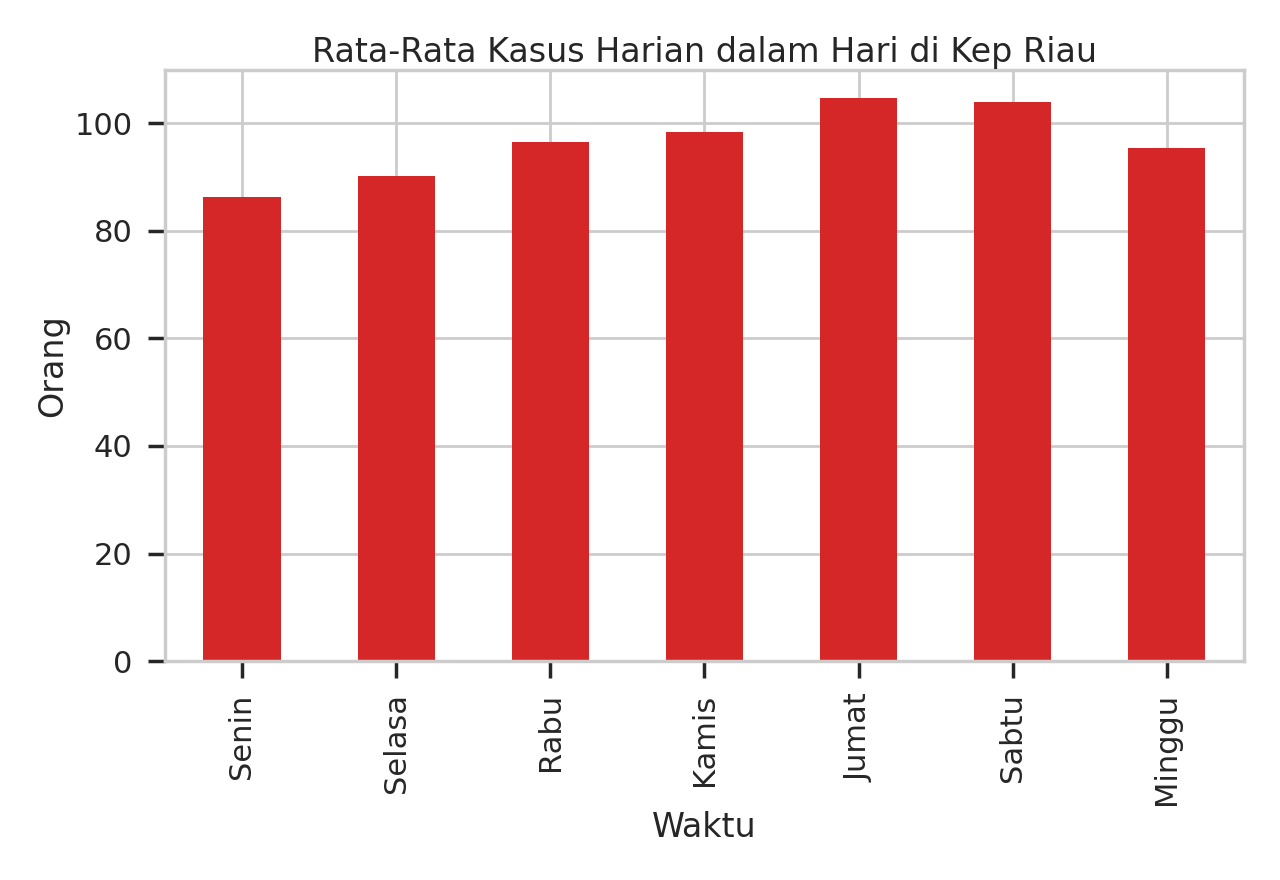 Rata-Rata Kasus Harian dalam Hari di Kep Riau
100
80
60
40
20
0
Orang
Senin
Selasa
Rabu
Kamis
Jumat
Sabtu
Minggu
Waktu